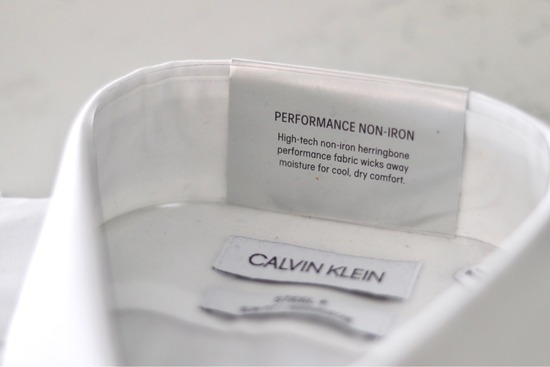 PERFORMANCE NON-IRON
High-tech non-iron herringbone
performance fabric wicks away
moisture for cool, dry comfort.
CALVIN KLEIN